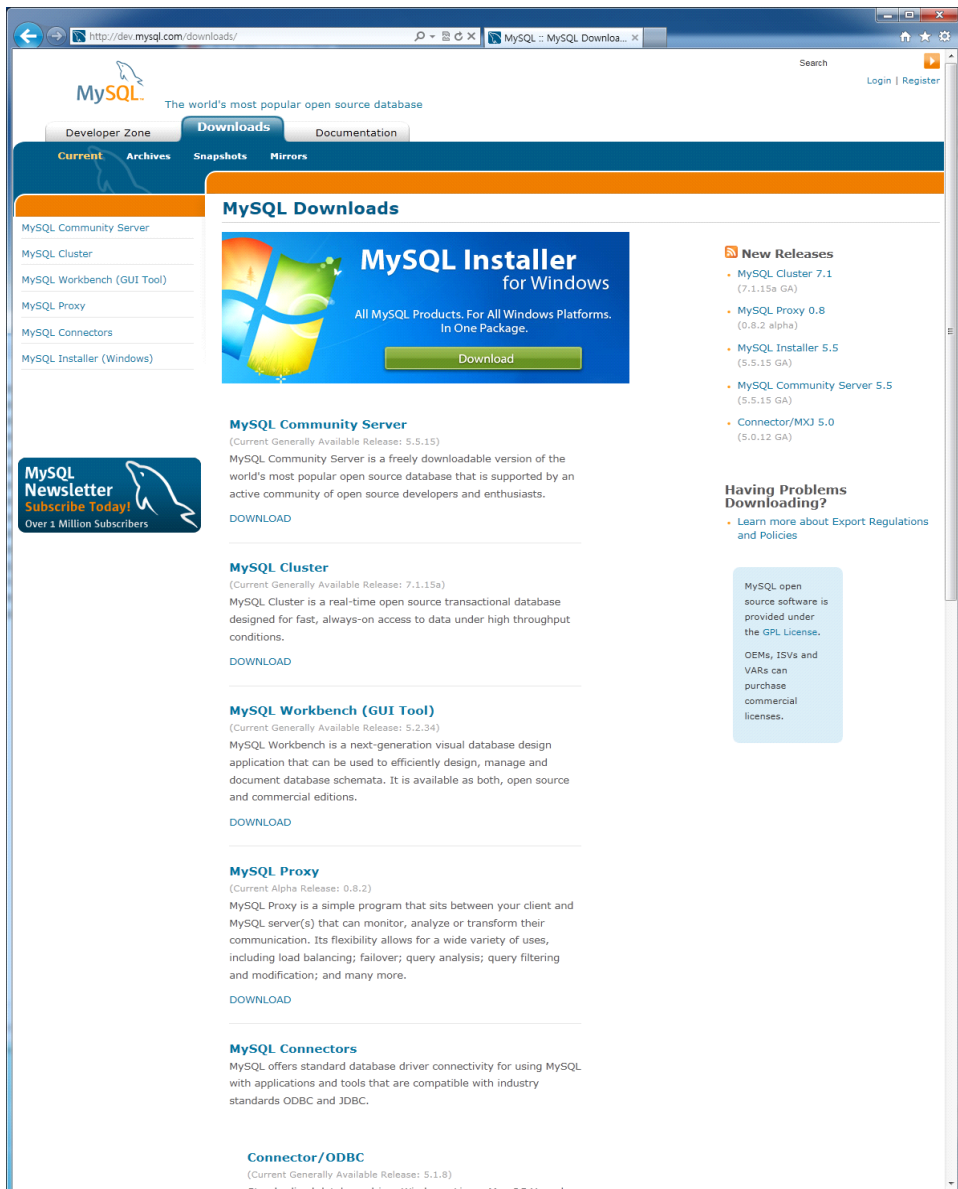 http://dev.mysql.com/downloads/
MySQL :: MySQL Downloa...
Search
Login | Register
MySQL
The world's most popular open source database
Developer Zone
Downloads
Documentation
Current
Archives
Snapshots
Mirrors
MySQL Community Server
MySQL Cluster
MySQL Workbench (GUI Tool)
MySQL Proxy
MySQL Connectors
MySQL Installer (Windows)
MySQL
Newsletter
Subscribe Today!
Over 1 Million Subscribers
MySQL Downloads
MySQL Installer
for Windows
All MySQL Products. For All Windows Platforms.
In One Package.
Download
MySQL Community Server
(Current Generally Available Release: 5.5.15)
MySQL Community Server is a freely downloadable version of the
world's most popular open source database that is supported by an
active community of open source developers and enthusiasts.
DOWNLOAD
MySQL Cluster
(Current Generally Available Release: 7.1.15a)
MySQL Cluster is a real-time open source transactional database
designed for fast, always-on access to data under high throughput
conditions.
DOWNLOAD
MySQL Workbench (GUI Tool)
(Current Generally Available Release: 5.2.34)
MySQL Workbench is a next-generation visual database design
application that can be used to efficiently design, manage and
document database schemata. It is available as both, open source
and commercial editions.
DOWNLOAD
MySQL Proxy
(Current Alpha Release: 0.8.2)
MySQL Proxy is a simple program that sits between your client and
MySQL server(s) that can monitor, analyze or transform their
communication. Its flexibility allows for a wide variety of uses,
including load balancing; failover; query analysis; query filtering
and modification; and many more.
DOWNLOAD
MySQL Connectors
MySQL offers standard database driver connectivity for using MySQL
with applications and tools that are compatible with industry
standards ODBC and JDBC.
Connector/ODBC
(Current Generally Available Release: 5.1.8)
New Releases
MySQL Cluster 7.1
(7.1.15a GA)
MySQL Proxy 0.8
(0.8.2 alpha)
MySQL Installer 5.5
(5.5.15 GA)
MySQL Community Server 5.5
(5.5.15 GA)
Connector/MXJ 5.0
(5.0.12 GA)
Having Problems
Downloading?
Learn more about Export Regulations
and Policies
MySQL open
source software is
provided under
the GPL License.
OEMs, ISVs and
VARs can
purchase
commercial
licenses.